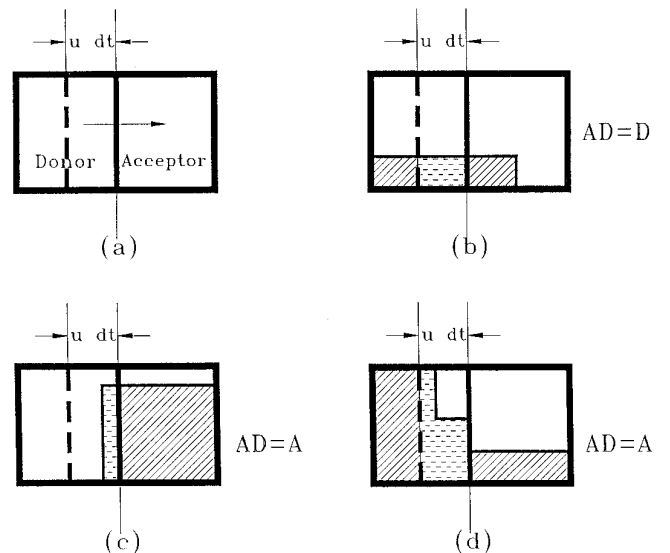 u dt
Donor Acceptor
(a)
u dt
AD=D
(b)
u dt
AD=A
(c)
u dt
AD=A
(d)